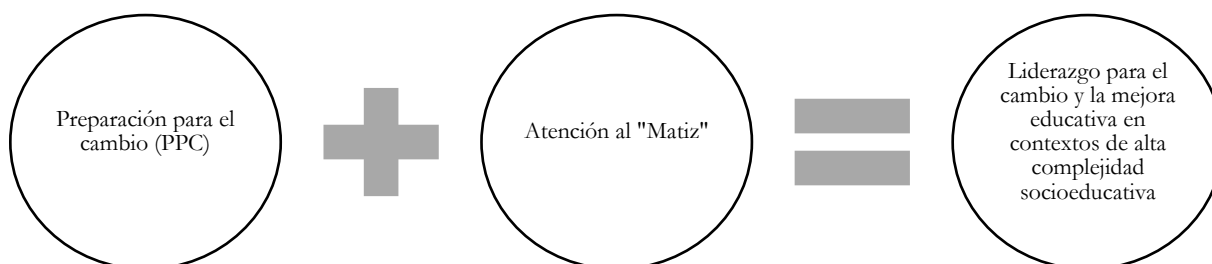 Preparación para el
cambio (PPC)
Atención al "Matiz"
Liderazgo para el
cambio y la mejora
educativa en
contextos de alta
complejidad
socioeducativa